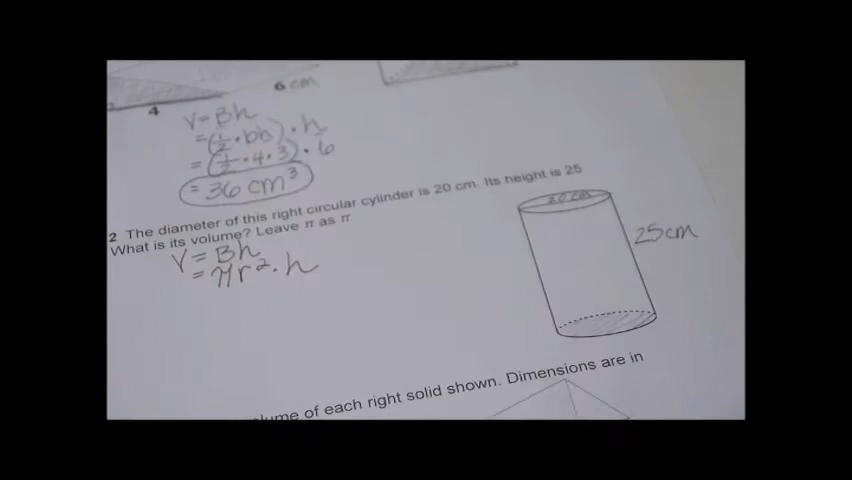 4
6 cm
V = Bh
= (1/2 • bh) • h
= (1/2 • 4 • 3) • 6
= 36 cm³
2 The diameter of this right circular cylinder is 20 cm. Its height is 25
What is its volume? Leave π as π
20 cm
25cm
V = Bh
= πr² • h
lume of each right solid shown. Dimensions are in